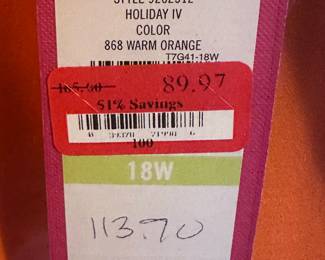 HOLIDAY IV
COLOR
868 WARM ORANGE
T7G41-18W
89.97
51% Savings
100
18W
113.70